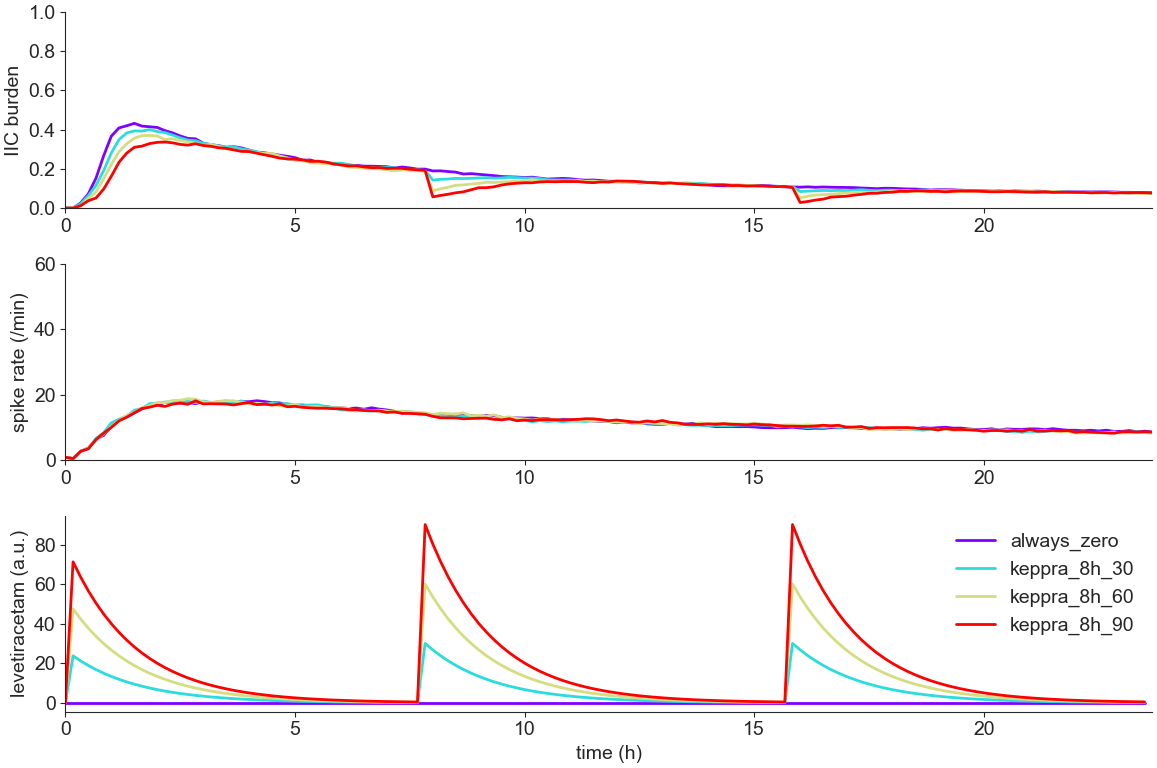 IIC burden
1.0
0.8
0.6
0.4
0.2
0.0
0 5 10 15 20
spike rate (/min)
60
40
20
0
0 5 10 15 20
levetiracetam (a.u.)
80
60
40
20
0
always_zero
keppra_8h_30
keppra_8h_60
keppra_8h_90
0 5 10 15 20
time (h)